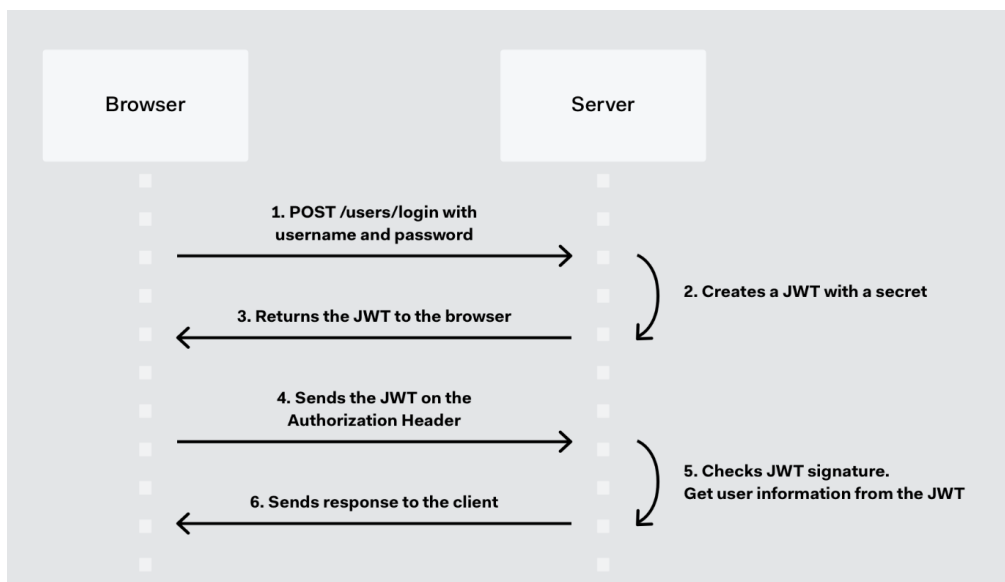 Browser
Server
1. POST /users/login with
username and password
2. Creates a JWT with a secret
3. Returns the JWT to the browser
4. Sends the JWT on the
Authorization Header
5. Checks JWT signature.
Get user information from the JWT
6. Sends response to the client